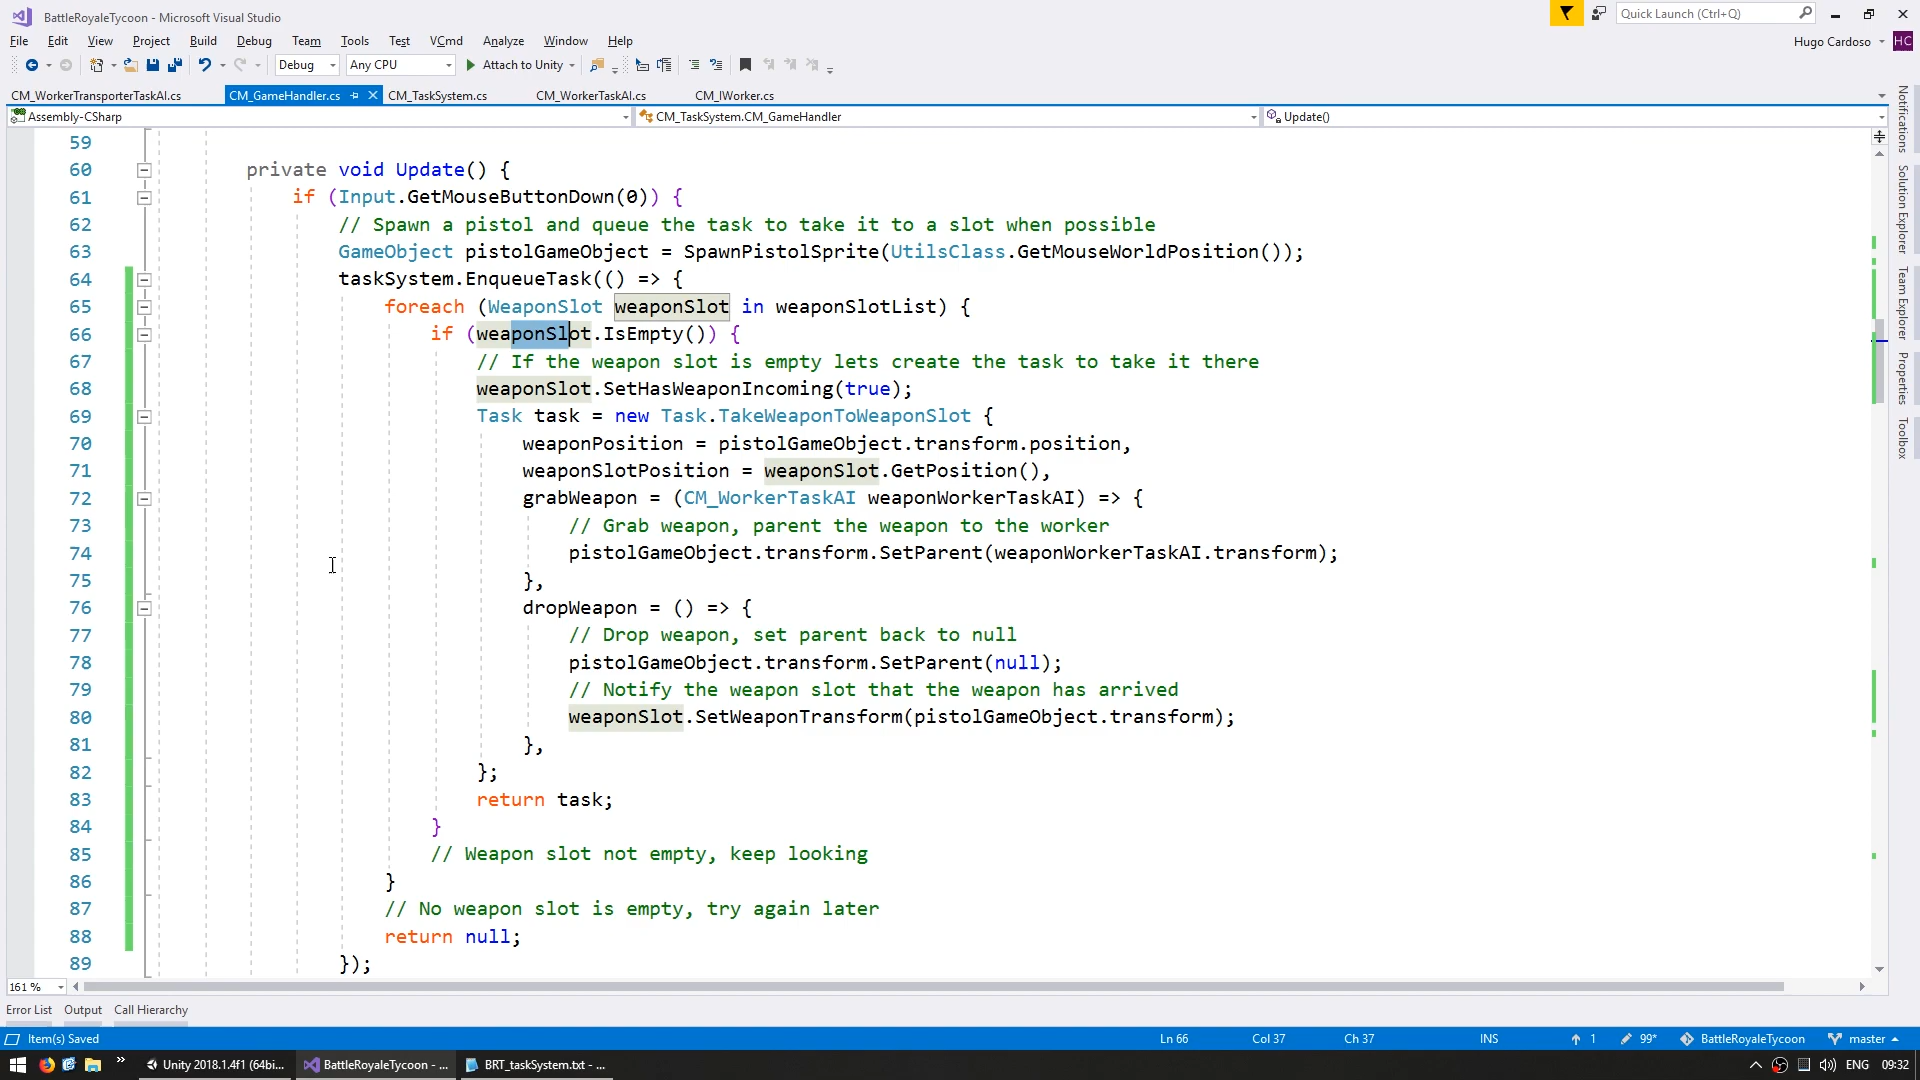 BattleRoyaleTycoon - Microsoft Visual Studio
Quick Launch (Ctrl+Q)
File Edit View Project Build Debug Team Tools Test VCmd Analyze Window Help
Hugo Cardoso HC
Debug Any CPU Attach to Unity
CM_WorkerTransporterTaskAI.cs CM_GameHandler.cs CM_TaskSystem.cs CM_WorkerTaskAI.cs CM_IWorker.cs
Assembly-CSharp CM_TaskSystem.CM_GameHandler Update()
59
60 private void Update() {
61 if (Input.GetMouseButtonDown(0)) {
62 // Spawn a pistol and queue the task to take it to a slot when possible
63 GameObject pistolGameObject = SpawnPistolSprite(UtilsClass.GetMouseWorldPosition());
64 taskSystem.EnqueueTask(() => {
65 foreach (WeaponSlot weaponSlot in weaponSlotList) {
66 if (weaponSlot.IsEmpty()) {
67 // If the weapon slot is empty lets create the task to take it there
68 weaponSlot.SetHasWeaponIncoming(true);
69 Task task = new Task.TakeWeaponToWeaponSlot {
70 weaponPosition = pistolGameObject.transform.position,
71 weaponSlotPosition = weaponSlot.GetPosition(),
72 grabWeapon = (CM_WorkerTaskAI weaponWorkerTaskAI) => {
73 // Grab weapon, parent the weapon to the worker
74 pistolGameObject.transform.SetParent(weaponWorkerTaskAI.transform);
75 },
76 dropWeapon = () => {
77 // Drop weapon, set parent back to null
78 pistolGameObject.transform.SetParent(null);
79 // Notify the weapon slot that the weapon has arrived
80 weaponSlot.SetWeaponTransform(pistolGameObject.transform);
81 },
82 };
83 return task;
84 }
85 // Weapon slot not empty, keep looking
86 }
87 // No weapon slot is empty, try again later
88 return null;
89 });
Notifications
Solution Explorer
Team Explorer
Properties
Toolbox
161 %
Error List Output Call Hierarchy
Item(s) Saved Ln 66 Col 37 Ch 37 INS 1 99* BattleRoyaleTycoon master
Unity 2018.1.4f1 (64bi... BattleRoyaleTycoon - ... BRT_taskSystem.txt - ... ENG 09:32